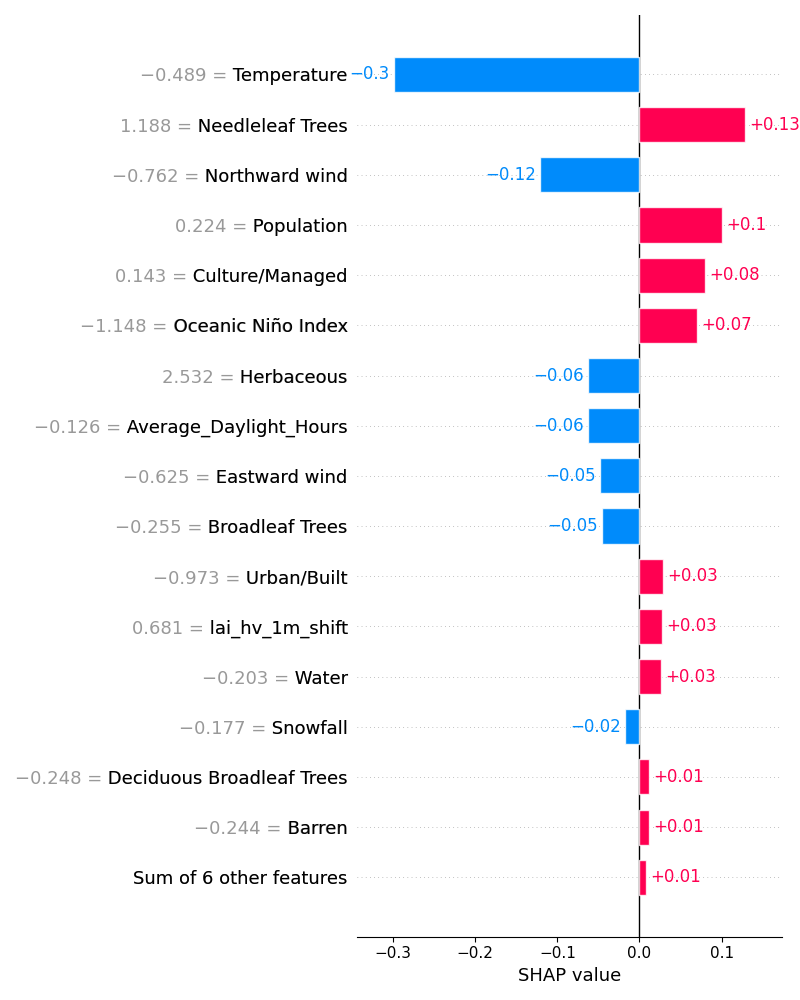 −0.489 = Temperature −0.3
1.188 = Needleleaf Trees +0.13
−0.762 = Northward wind −0.12
0.224 = Population +0.1
0.143 = Culture/Managed +0.08
−1.148 = Oceanic Niño Index +0.07
2.532 = Herbaceous −0.06
−0.126 = Average_Daylight_Hours −0.06
−0.625 = Eastward wind −0.05
−0.255 = Broadleaf Trees −0.05
−0.973 = Urban/Built +0.03
0.681 = lai_hv_1m_shift +0.03
−0.203 = Water +0.03
−0.177 = Snowfall −0.02
−0.248 = Deciduous Broadleaf Trees +0.01
−0.244 = Barren +0.01
Sum of 6 other features +0.01
−0.3 −0.2 −0.1 0.0 0.1
SHAP value